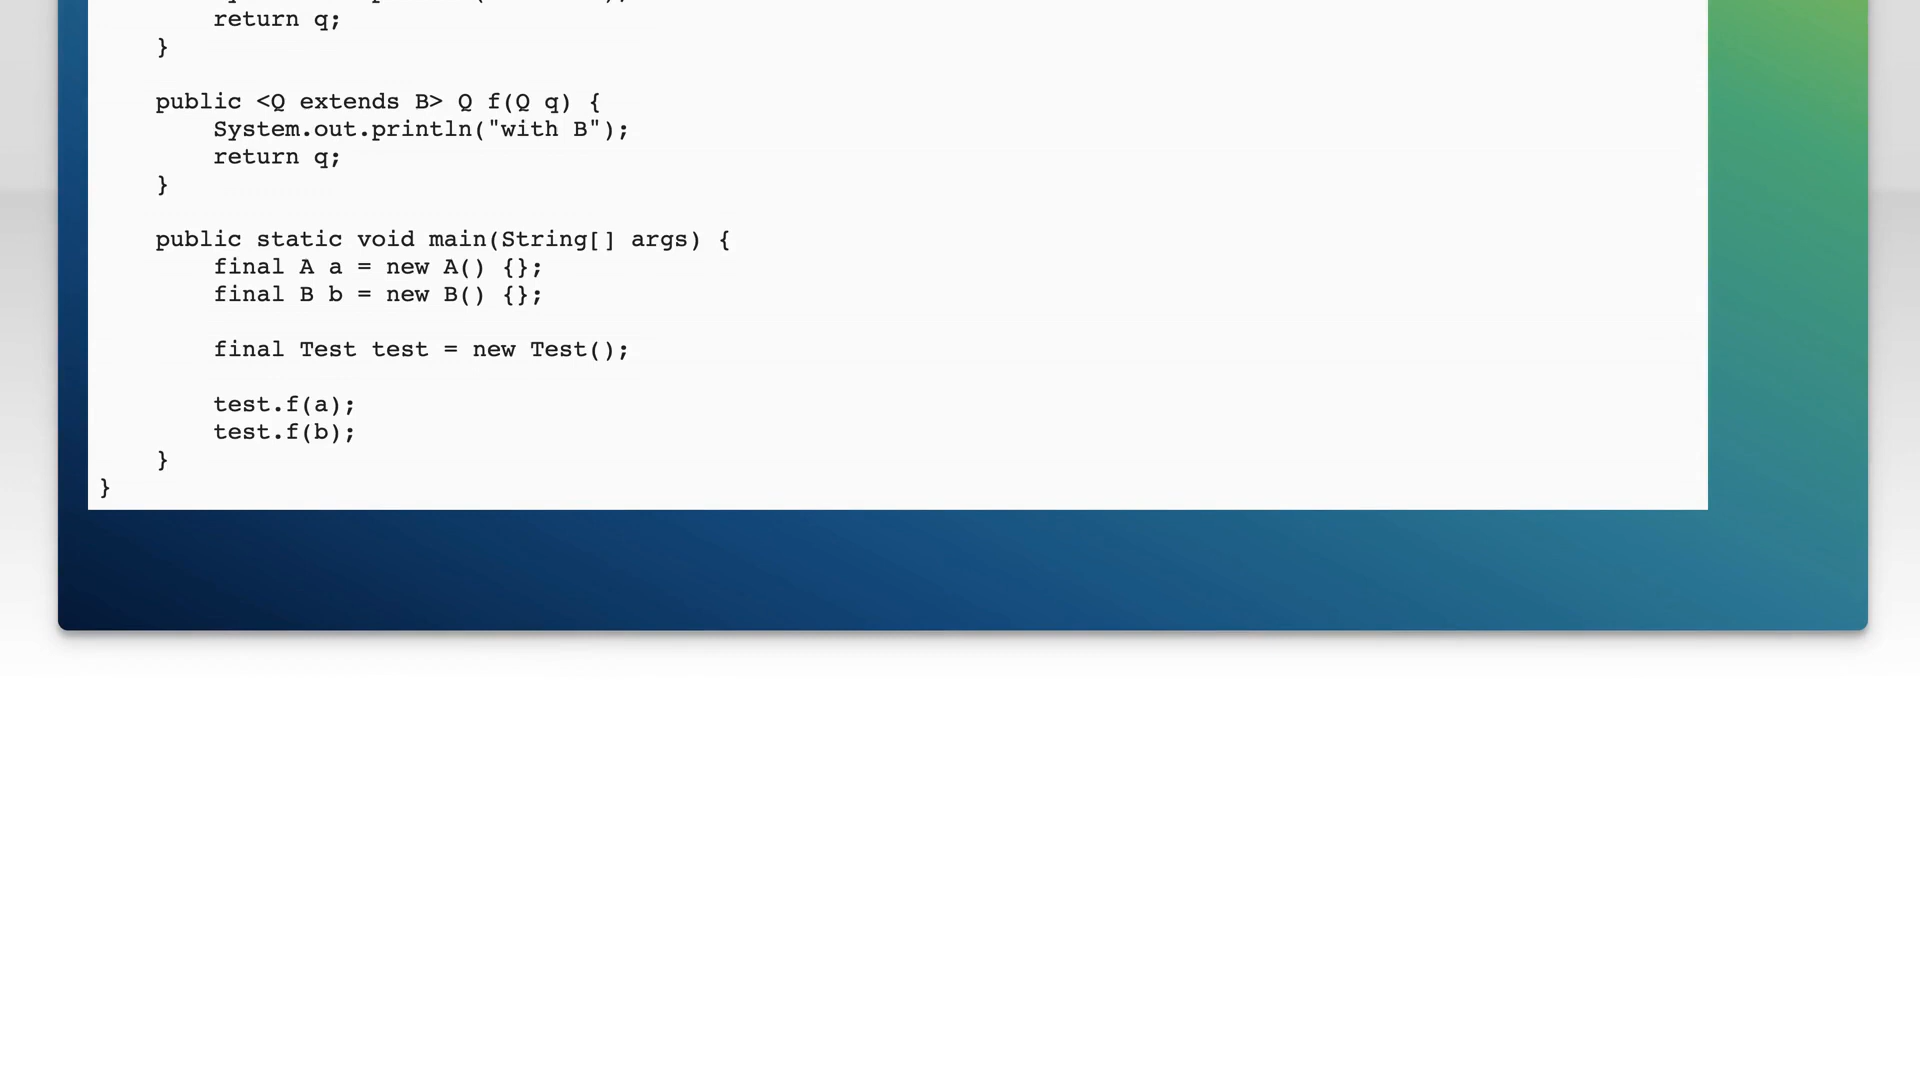 return q;
}
public <Q extends B> Q f(Q q) {
System.out.println("with B");
return q;
}
public static void main(String[] args) {
final A a = new A() {};
final B b = new B() {};
final Test test = new Test();
test.f(a);
test.f(b);
}
}